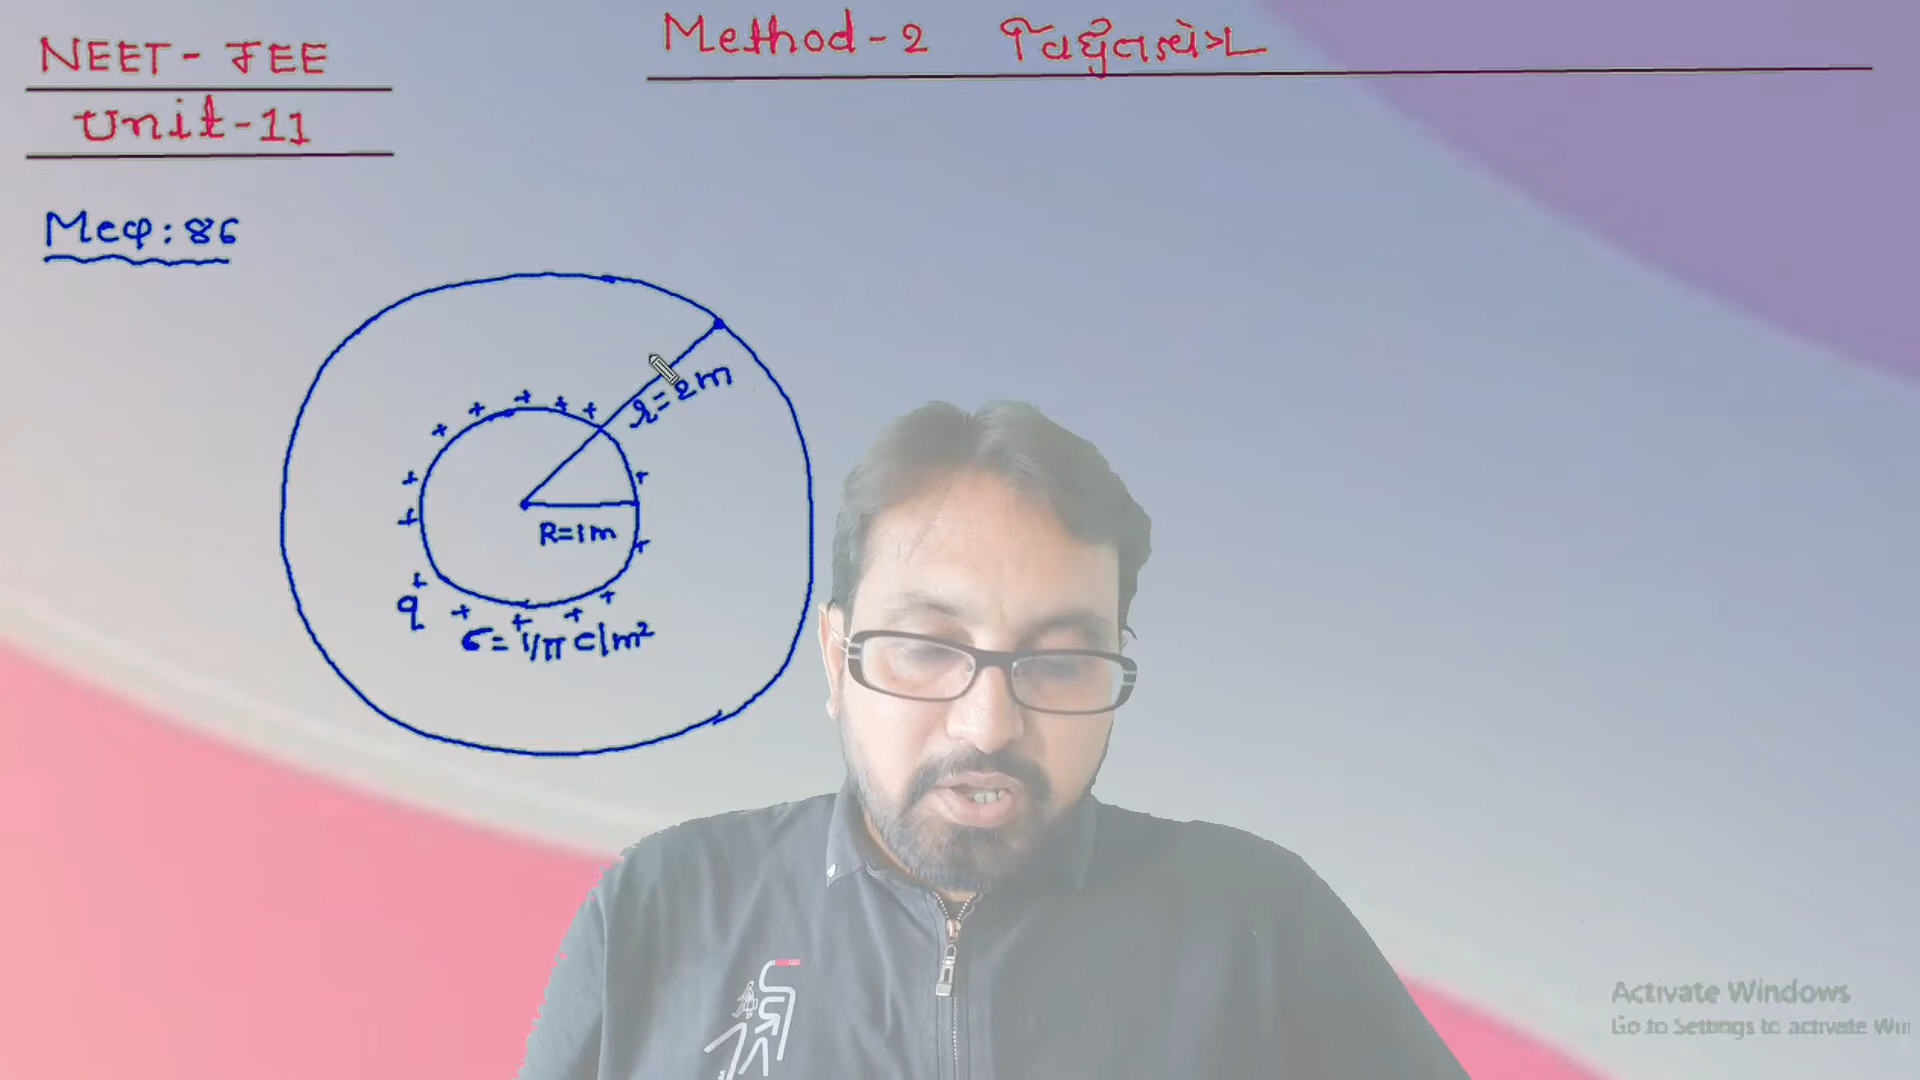 NEET - JEE
Unit-11
Method-2 વિદ્યુતક્ષેત્ર
Mcq: 86
r=2m
R=1m
q
σ=1/π C/m²
Activate Windows
Go to Settings to activate Win